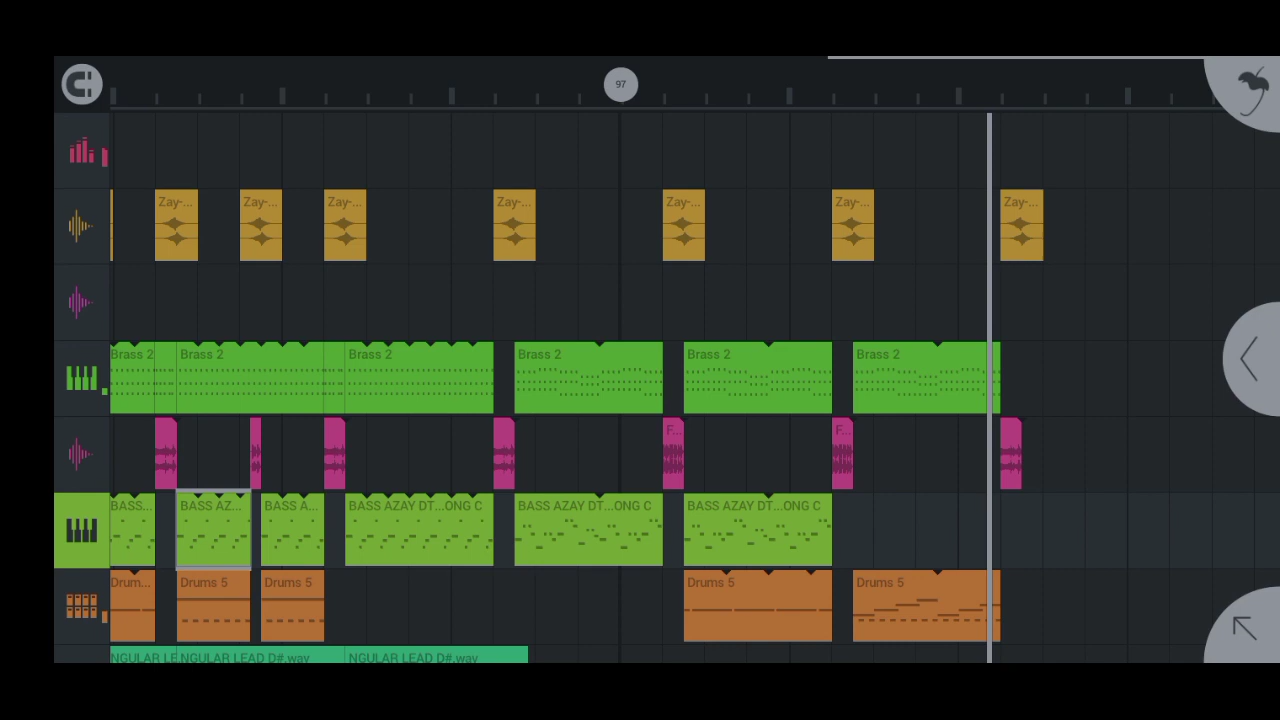 97
Zay-...
Zay-...
Zay-...
Zay-...
Zay-...
Zay-...
Zay-...
Brass 2
Brass 2
Brass 2
Brass 2
Brass 2
Brass 2
F...
F...
BASS...
BASS AZ...
BASS A...
BASS AZAY DT...ONG C
BASS AZAY DT...ONG C
BASS AZAY DT...ONG C
Drum...
Drums 5
Drums 5
Drums 5
Drums 5
NGULAR LE
NGULAR LEAD D#.wav
NGULAR LEAD D#.wav